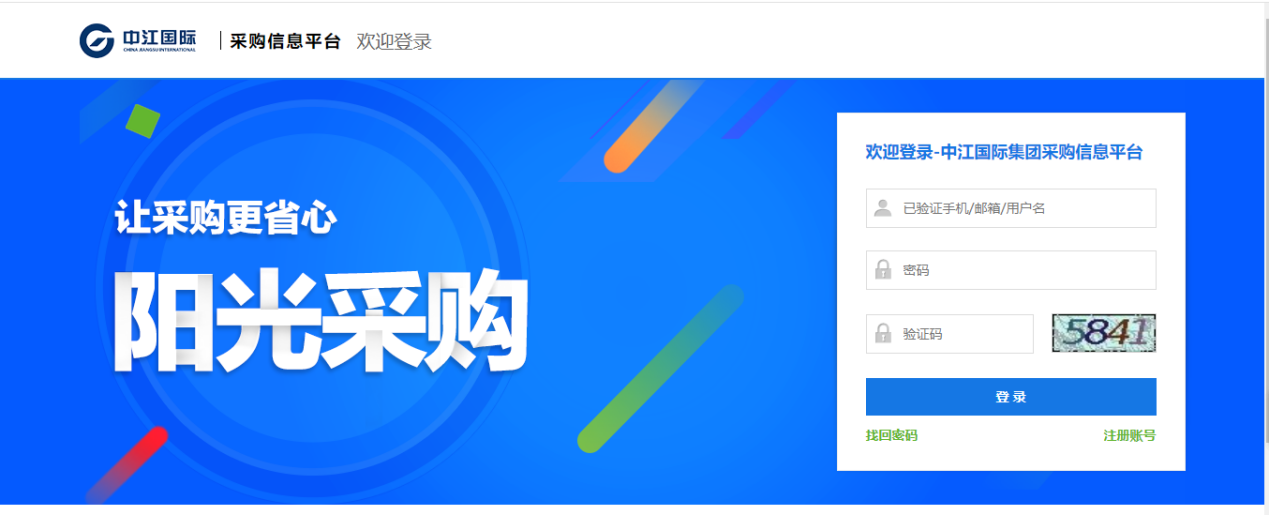 中江国际
CHINA JIANGSU INTERNATIONAL
采购信息平台 欢迎登录
让采购更省心
阳光采购
欢迎登录-中江国际集团采购信息平台
已验证手机/邮箱/用户名
密码
验证码
5841
登 录
找回密码 注册账号